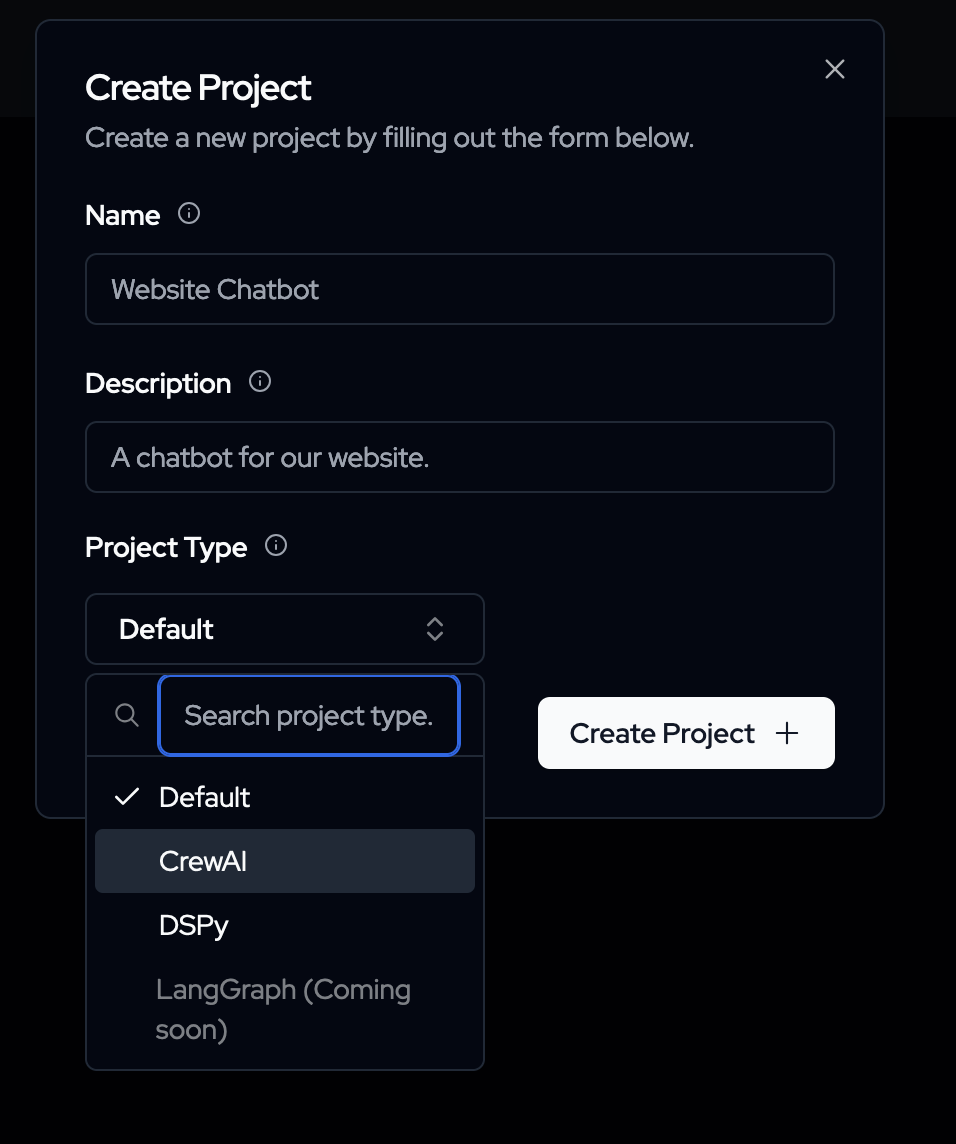 Create Project
Create a new project by filling out the form below.
Name
Website Chatbot
Description
A chatbot for our website.
Project Type
Default
Search project type.
Create Project
Default
CrewAI
DSPy
LangGraph (Coming
soon)